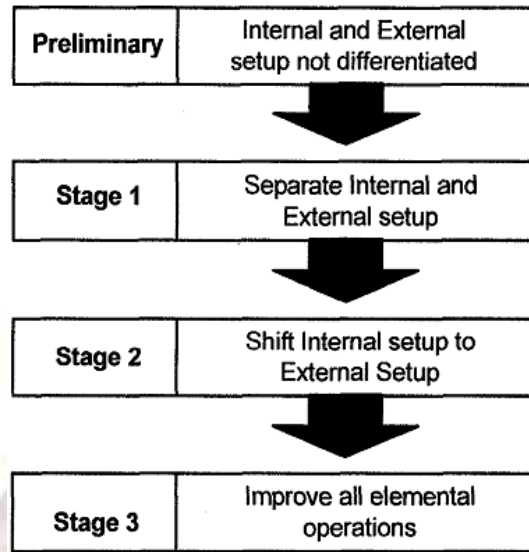 Preliminary
Internal and External
setup not differentiated
Stage 1
Separate Internal and
External setup
Stage 2
Shift Internal setup to
External Setup
Stage 3
Improve all elemental
operations